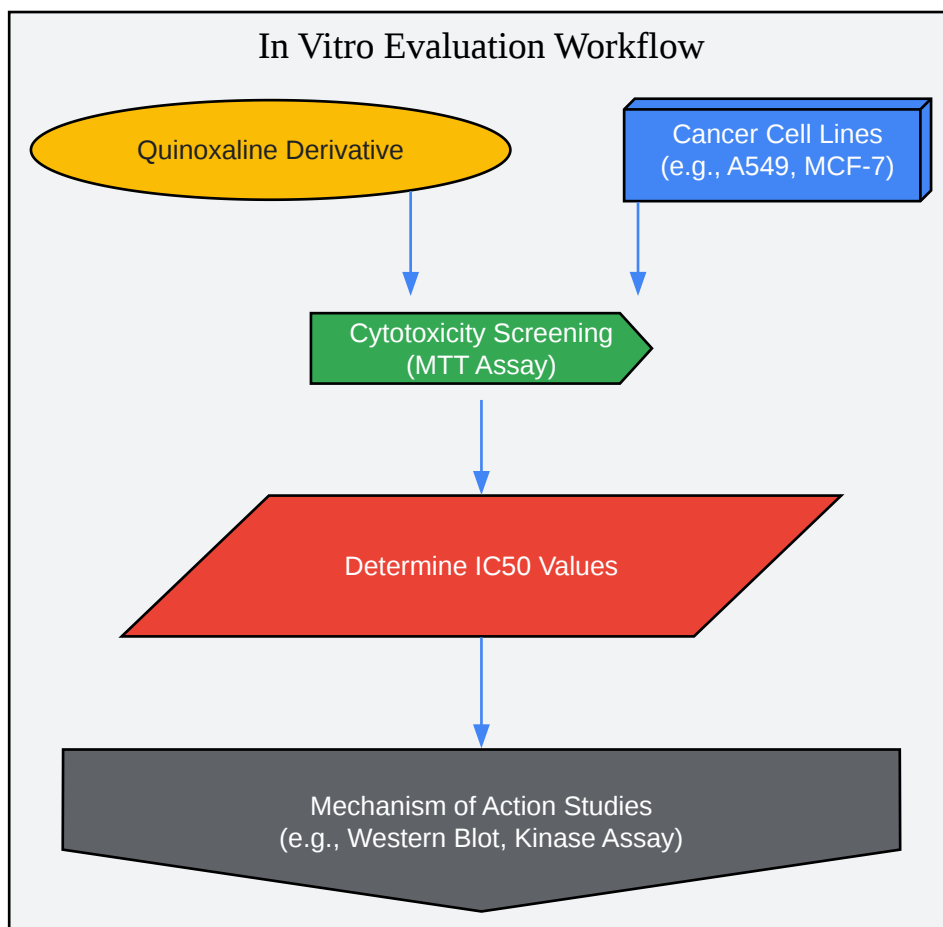 In Vitro Evaluation Workflow
Quinoxaline Derivative
Cancer Cell Lines
(e.g., A549, MCF-7)
Cytotoxicity Screening
(MTT Assay)
Determine IC50 Values
Mechanism of Action Studies
(e.g., Western Blot, Kinase Assay)